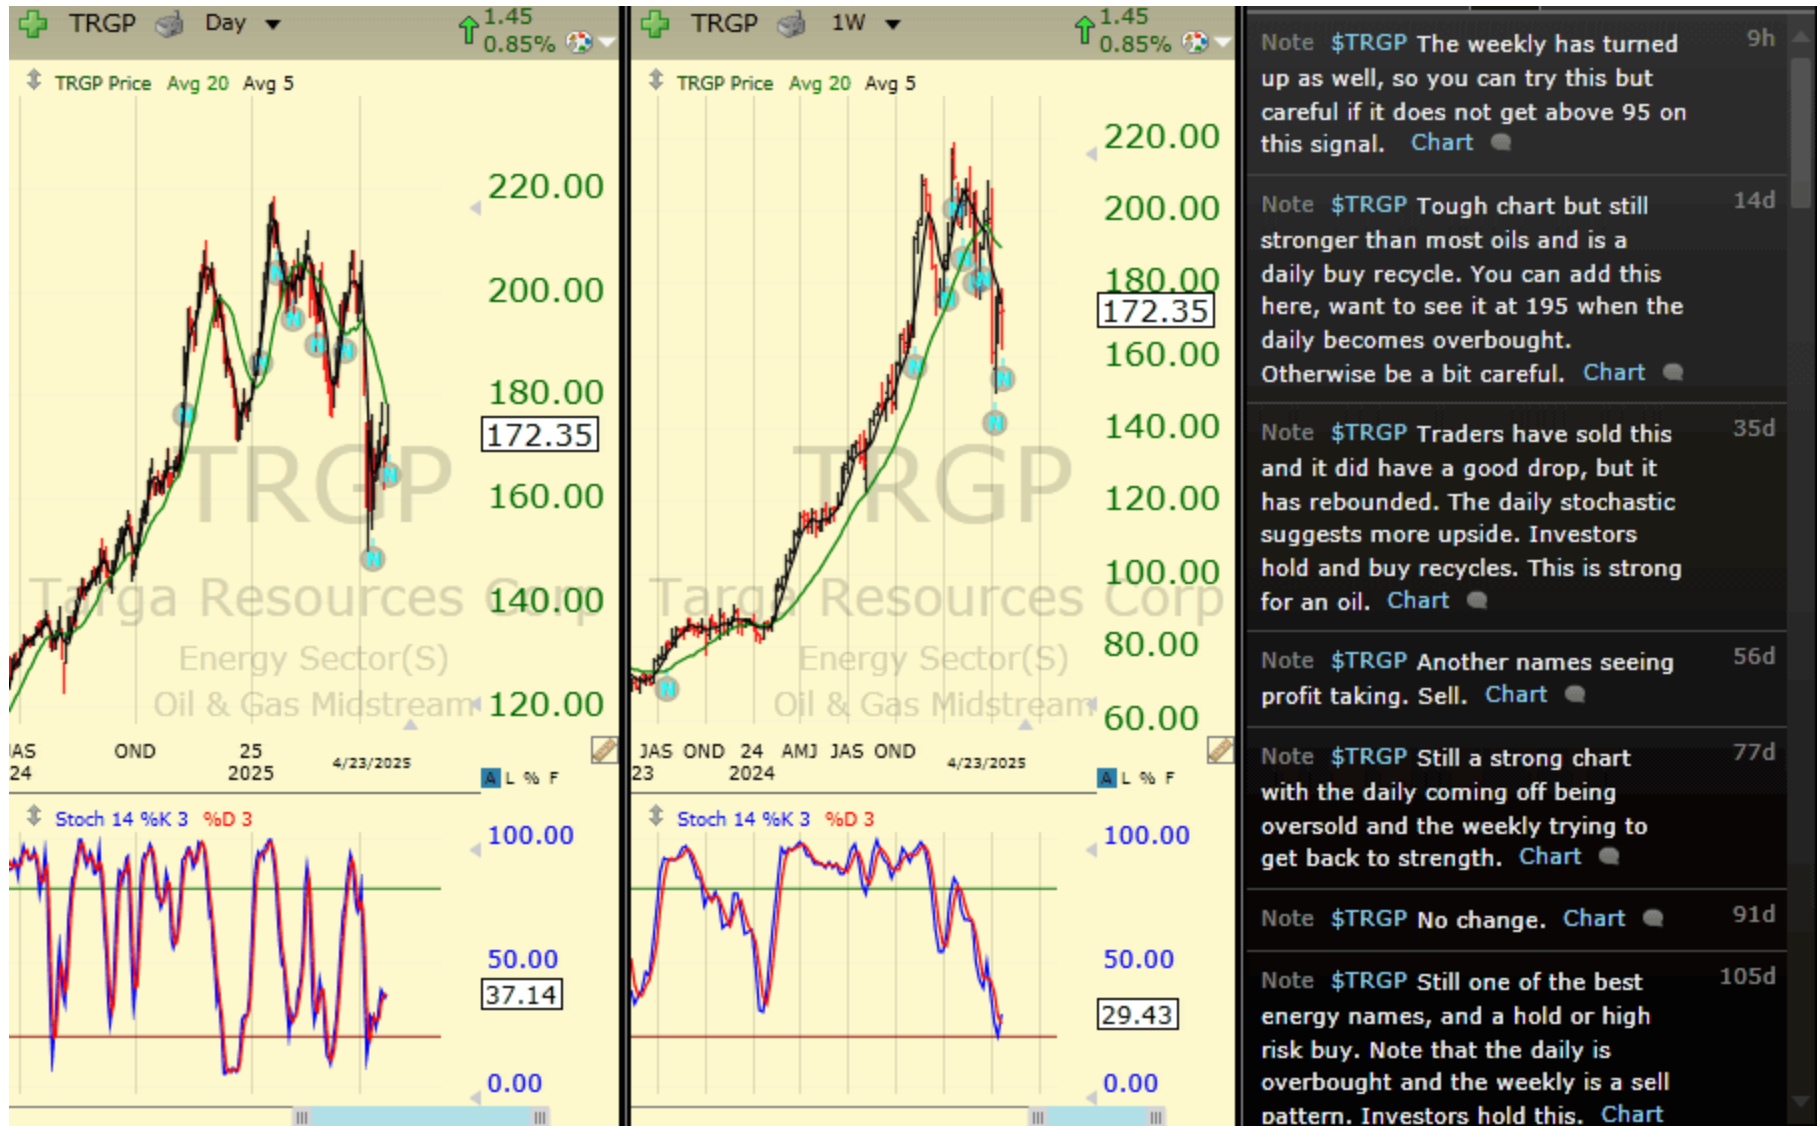 TRGP Day 1.45
0.85%
TRGP Price Avg 20 Avg 5
220.00
200.00
180.00
172.35
160.00
140.00
120.00
TRGP
Targa Resources Corp
Energy Sector(S)
Oil & Gas Midstream
N
N
N
N
N
N
N
N
JAS OND 25
24 2025 4/23/2025
A L % F
Stoch 14 %K 3 %D 3
100.00
50.00
37.14
0.00
TRGP 1W 1.45
0.85%
TRGP Price Avg 20 Avg 5
220.00
200.00
180.00
172.35
160.00
140.00
120.00
100.00
80.00
60.00
TRGP
Targa Resources Corp
Energy Sector(S)
Oil & Gas Midstream
N
N
N
N
N
N
N
N
N
JAS OND 24 AMJ JAS OND
23 2024 4/23/2025
A L % F
Stoch 14 %K 3 %D 3
100.00
50.00
29.43
0.00
Note $TRGP The weekly has turned 9h
up as well, so you can try this but
careful if it does not get above 95 on
this signal. Chart
Note $TRGP Tough chart but still 14d
stronger than most oils and is a
daily buy recycle. You can add this
here, want to see it at 195 when the
daily becomes overbought.
Otherwise be a bit careful. Chart
Note $TRGP Traders have sold this 35d
and it did have a good drop, but it
has rebounded. The daily stochastic
suggests more upside. Investors
hold and buy recycles. This is strong
for an oil. Chart
Note $TRGP Another names seeing 56d
profit taking. Sell. Chart
Note $TRGP Still a strong chart 77d
with the daily coming off being
oversold and the weekly trying to
get back to strength. Chart
Note $TRGP No change. Chart 91d
Note $TRGP Still one of the best 105d
energy names, and a hold or high
risk buy. Note that the daily is
overbought and the weekly is a sell
pattern. Investors hold this. Chart